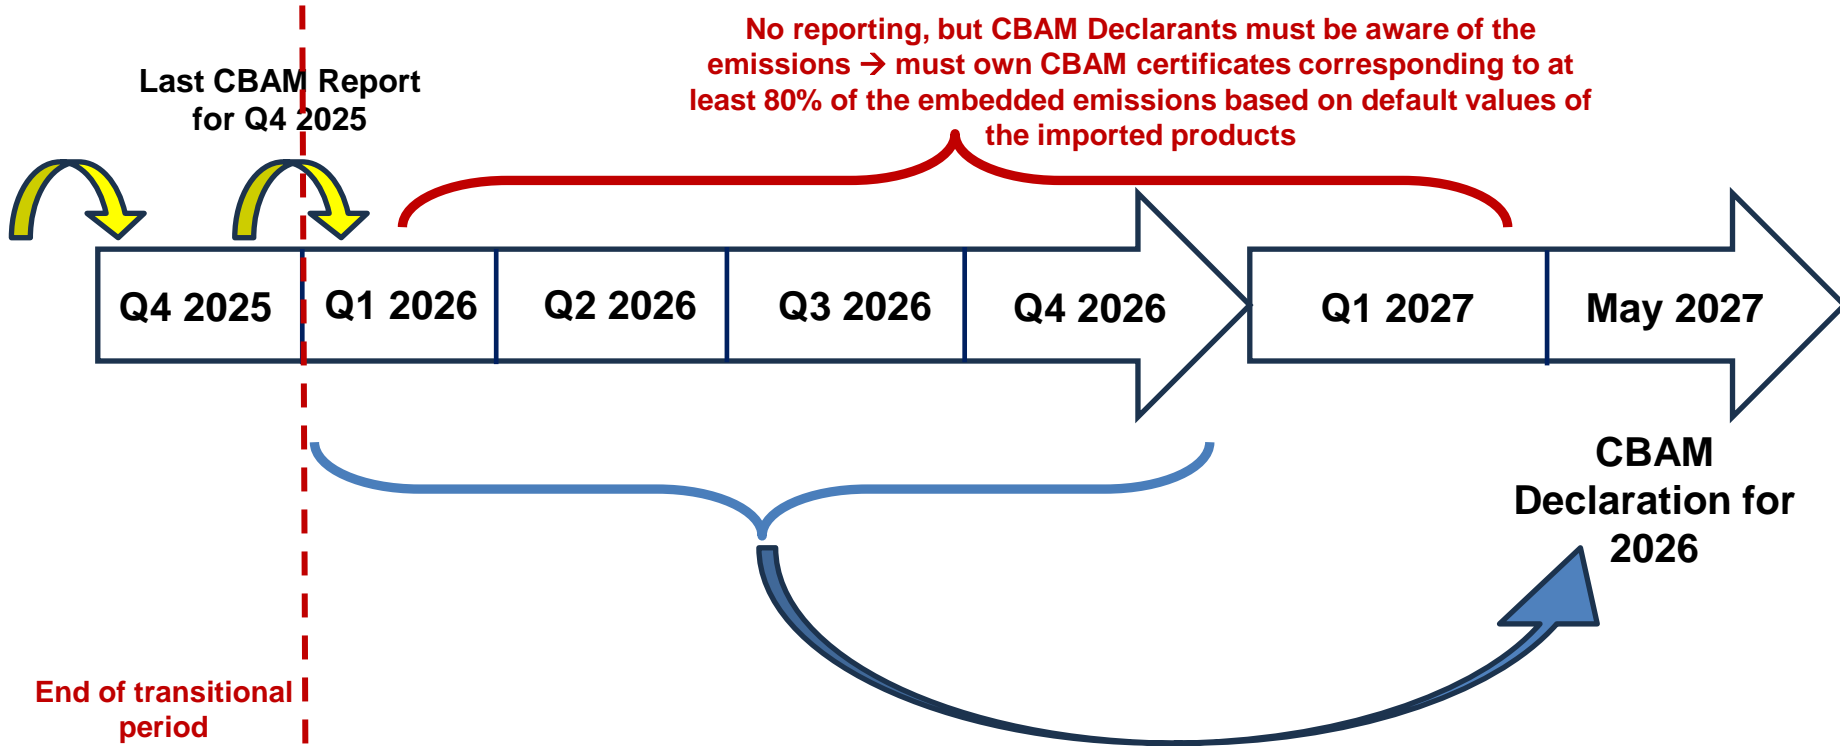 No reporting, but CBAM Declarants must be aware of the
emissions → must own CBAM certificates corresponding to at
least 80% of the embedded emissions based on default values of
the imported products
Last CBAM Report
for Q4 2025
Q4 2025
Q1 2026
Q2 2026
Q3 2026
Q4 2026
Q1 2027
May 2027
CBAM
Declaration for
2026
End of transitional
period